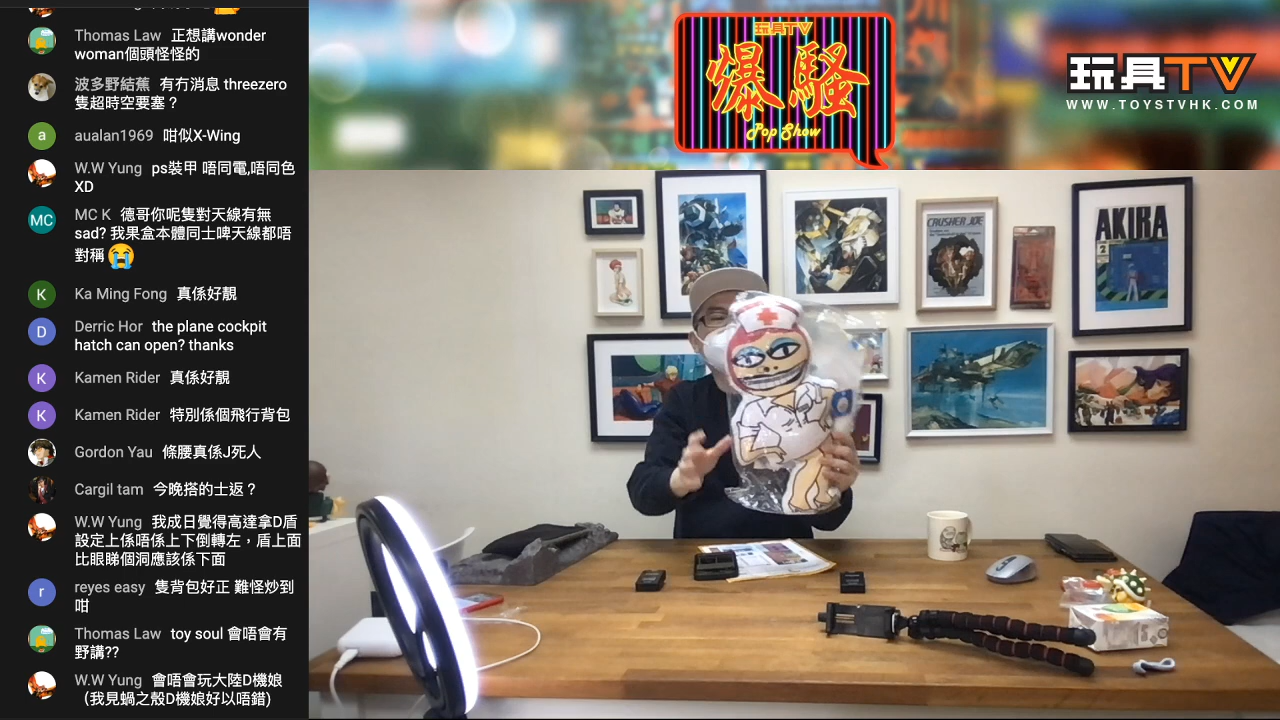 Thomas Law 正想講wonder
woman個頭怪怪的
波多野結蕉 有冇消息 threezero
隻超時空要塞？
aualan1969 咁似X-Wing
W.W Yung ps裝甲 唔同電,唔同色
XD
MC K 德哥你呢隻對天線有無
sad? 我果盒本體同士啤天線都唔
對稱
Ka Ming Fong 真係好靚
Derric Hor the plane cockpit
hatch can open? thanks
Kamen Rider 真係好靚
Kamen Rider 特別係個飛行背包
Gordon Yau 條腰真係J死人
Cargil tam 今晚搭的士返？
W.W Yung 我成日覺得高達拿D盾
設定上係唔係上下倒轉左，盾上面
比眼睇個洞應該係下面
reyes easy 隻背包好正 難怪炒到
咁
Thomas Law toy soul 會唔會有
野講??
W.W Yung 會唔會玩大陸D機娘
（我見蝸之殼D機娘好以唔錯)
玩具TV
爆騷
Pop Show
玩具TV
WWW.TOYSTVHK.COM
CRUSHER JOE
AKIRA
2